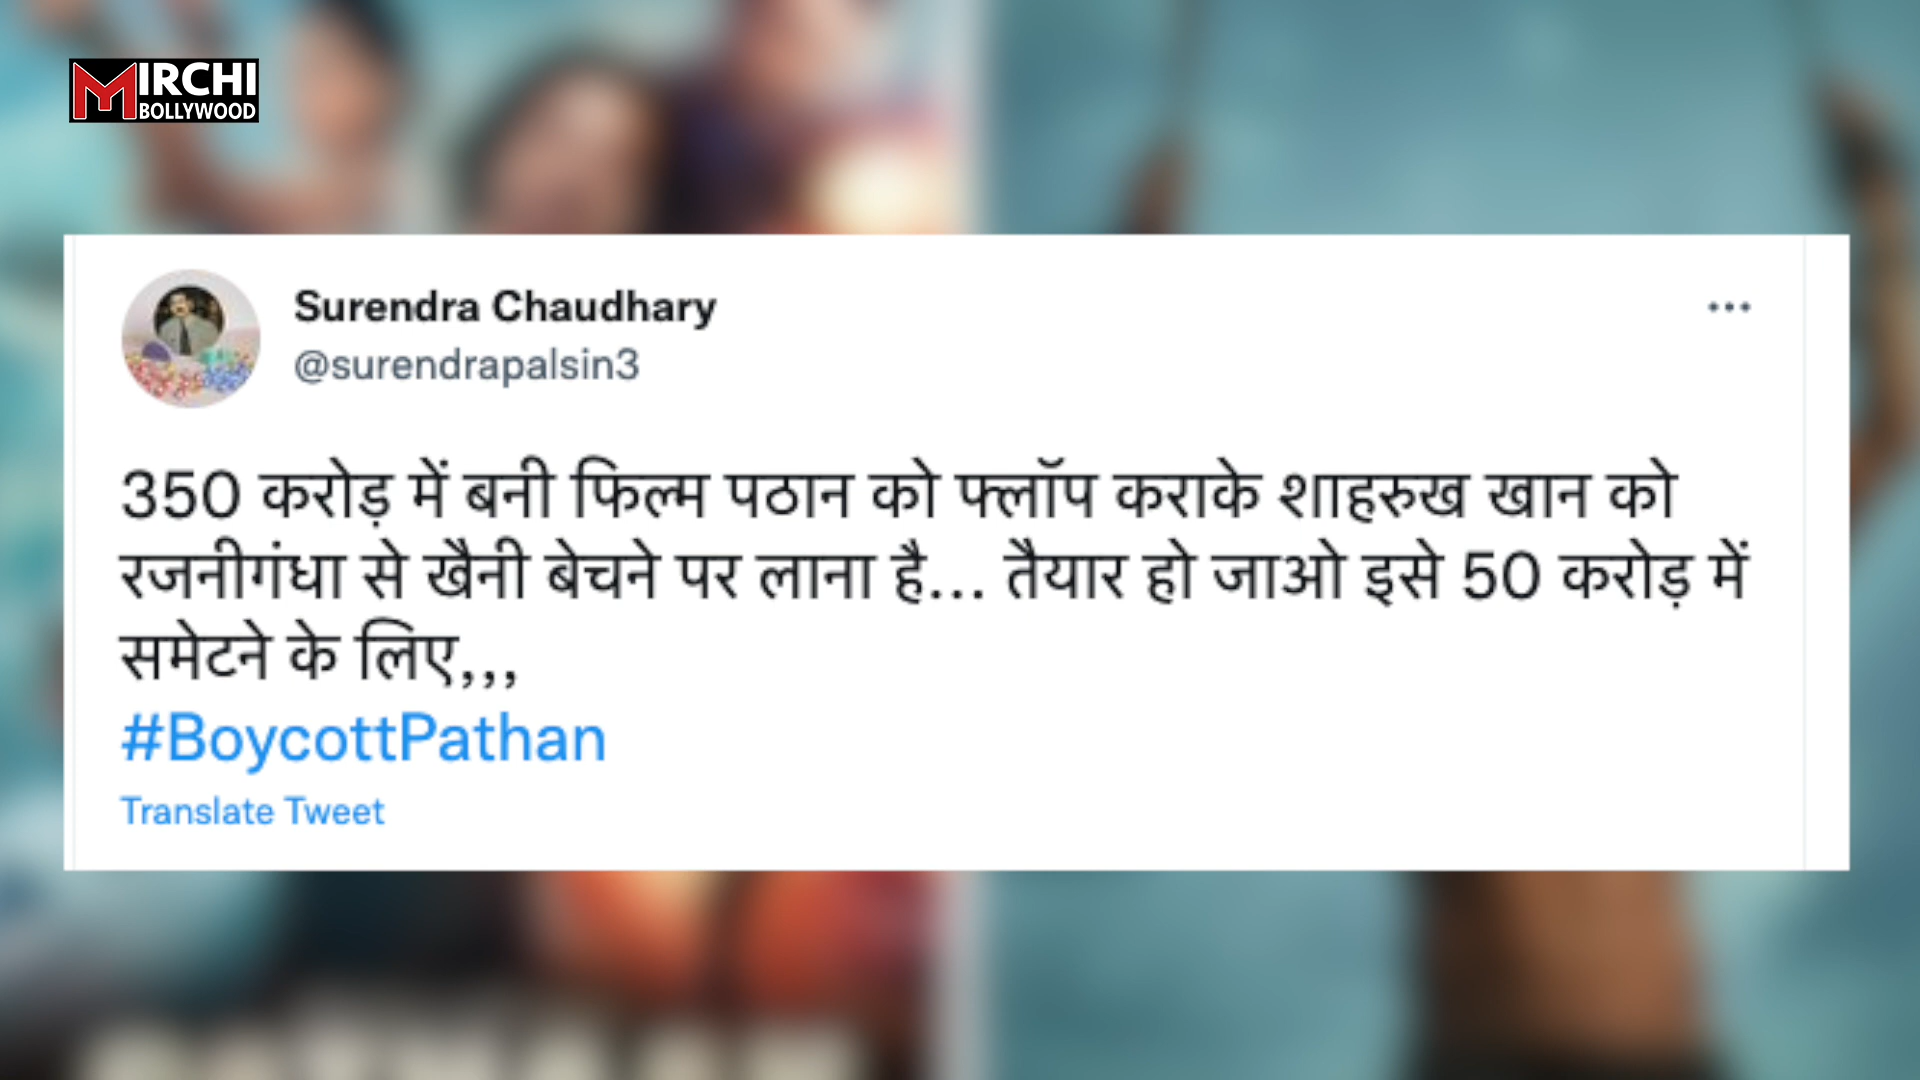 MIRCHI
BOLLYWOOD
Surendra Chaudhary
@surendrapalsin3
350 करोड़ में बनी फिल्म पठान को फ्लॉप कराके शाहरुख खान को
रजनीगंधा से खैनी बेचने पर लाना है... तैयार हो जाओ इसे 50 करोड़ में
समेटने के लिए,,,
#BoycottPathan
Translate Tweet